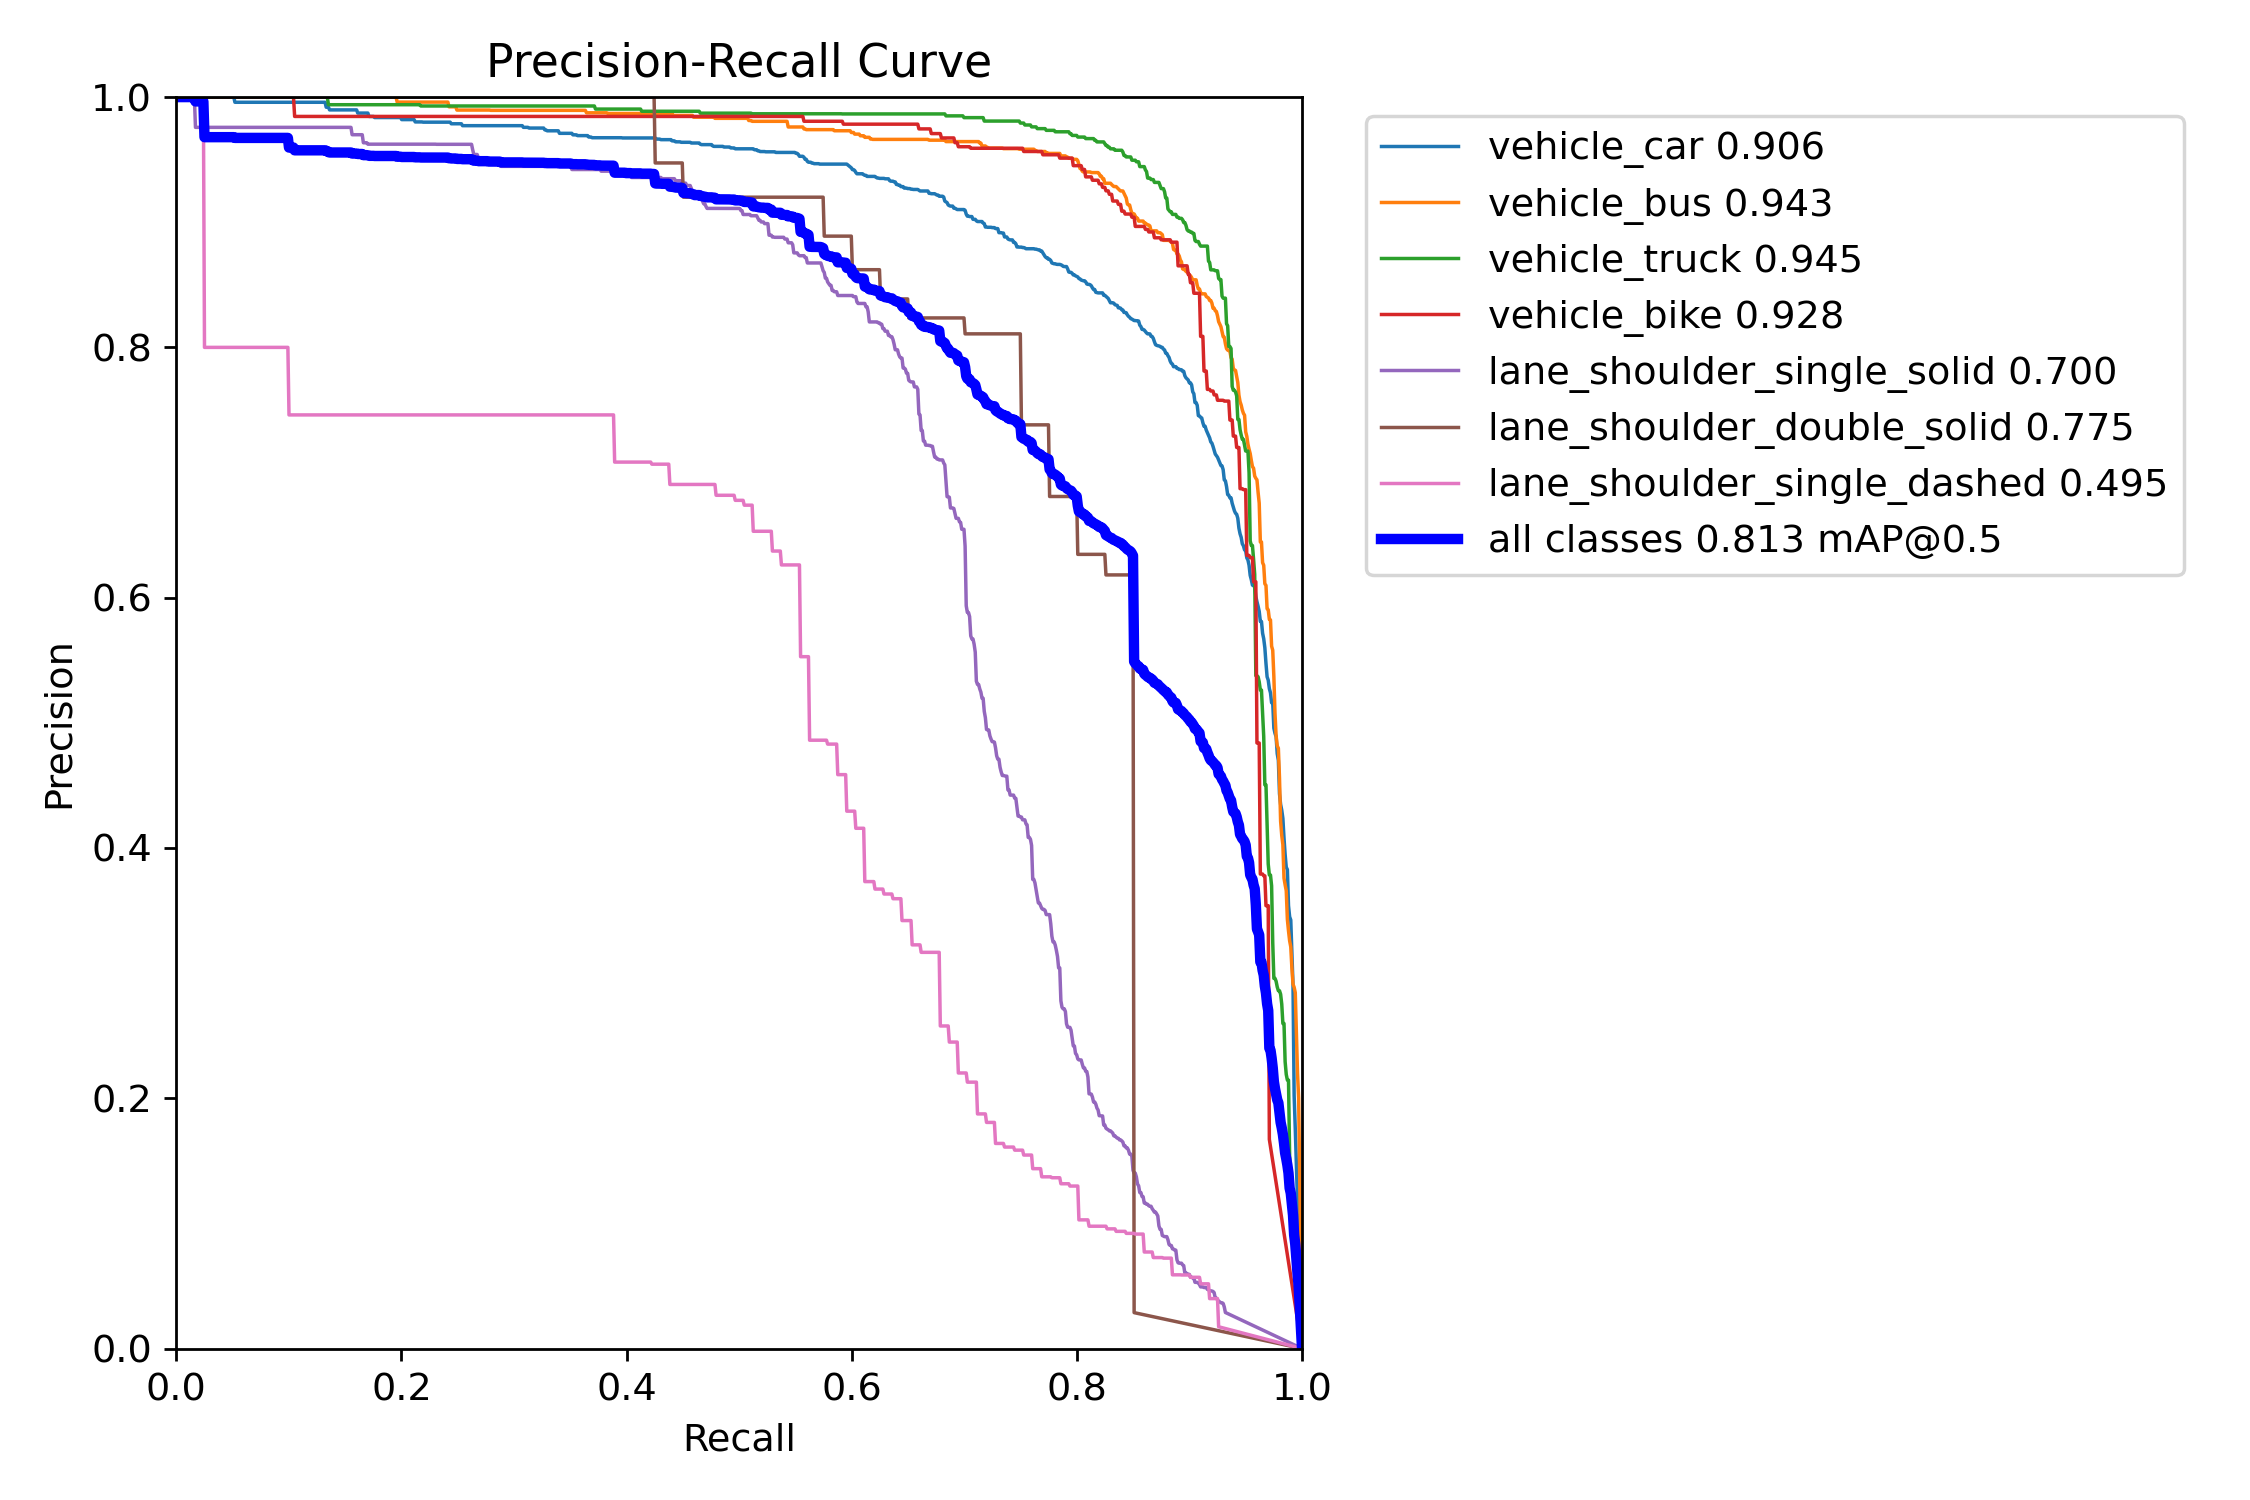 Precision-Recall Curve
1.0
0.8
0.6
0.4
0.2
0.0
Precision
0.0 0.2 0.4 0.6 0.8 1.0
Recall
vehicle_car 0.906
vehicle_bus 0.943
vehicle_truck 0.945
vehicle_bike 0.928
lane_shoulder_single_solid 0.700
lane_shoulder_double_solid 0.775
lane_shoulder_single_dashed 0.495
all classes 0.813 mAP@0.5